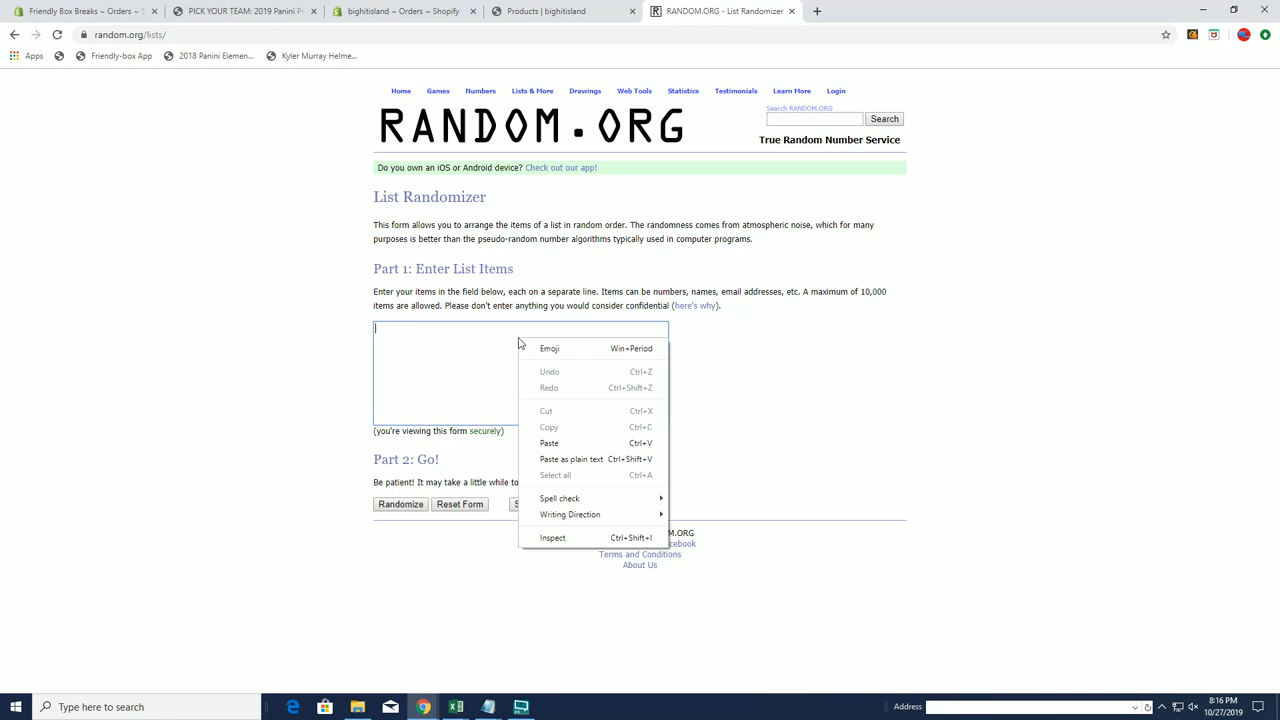 Friendly Box Breaks ~ Orders ~ S
PICK YOUR TEAM: 2019 Panini P
bighitisland ~ Orders ~ Shopify
Products | bighitisland
RANDOM.ORG - List Randomizer
random.org/lists/
Apps
Friendly-box App
2018 Panini Elemen...
Kyler Murray Helme...
Home Games Numbers Lists & More Drawings Web Tools Statistics Testimonials Learn More Login
RANDOM.ORG
Search RANDOM.ORG
Search
True Random Number Service
Do you own an iOS or Android device? Check out our app!
List Randomizer
This form allows you to arrange the items of a list in random order. The randomness comes from atmospheric noise, which for many
purposes is better than the pseudo-random number algorithms typically used in computer programs.
Part 1: Enter List Items
Enter your items in the field below, each on a separate line. Items can be numbers, names, email addresses, etc. A maximum of 10,000
items are allowed. Please don't enter anything you would consider confidential (here's why).
Emoji Win+Period
Undo Ctrl+Z
Redo Ctrl+Shift+Z
Cut Ctrl+X
Copy Ctrl+C
Paste Ctrl+V
Paste as plain text Ctrl+Shift+V
Select all Ctrl+A
Spell check
Writing Direction
Inspect Ctrl+Shift+I
(you're viewing this form securely)
Part 2: Go!
Be patient! It may take a little while to
Randomize Reset Form S
M.ORG
cebook
Terms and Conditions
About Us
Type here to search
Address
8:16 PM
10/27/2019